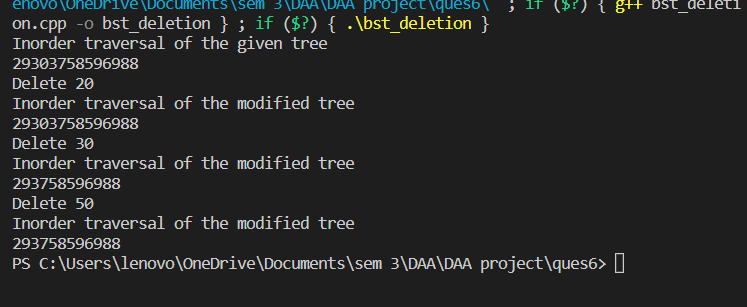 enovo\OneDrive\Documents\sem 3\DAA\DAA project\ques6\" ; if ($?) { g++ bst_deleti
on.cpp -o bst_deletion } ; if ($?) { .\bst_deletion }
Inorder traversal of the given tree
29303758596988
Delete 20
Inorder traversal of the modified tree
29303758596988
Delete 30
Inorder traversal of the modified tree
293758596988
Delete 50
Inorder traversal of the modified tree
293758596988
PS C:\Users\lenovo\OneDrive\Documents\sem 3\DAA\DAA project\ques6>